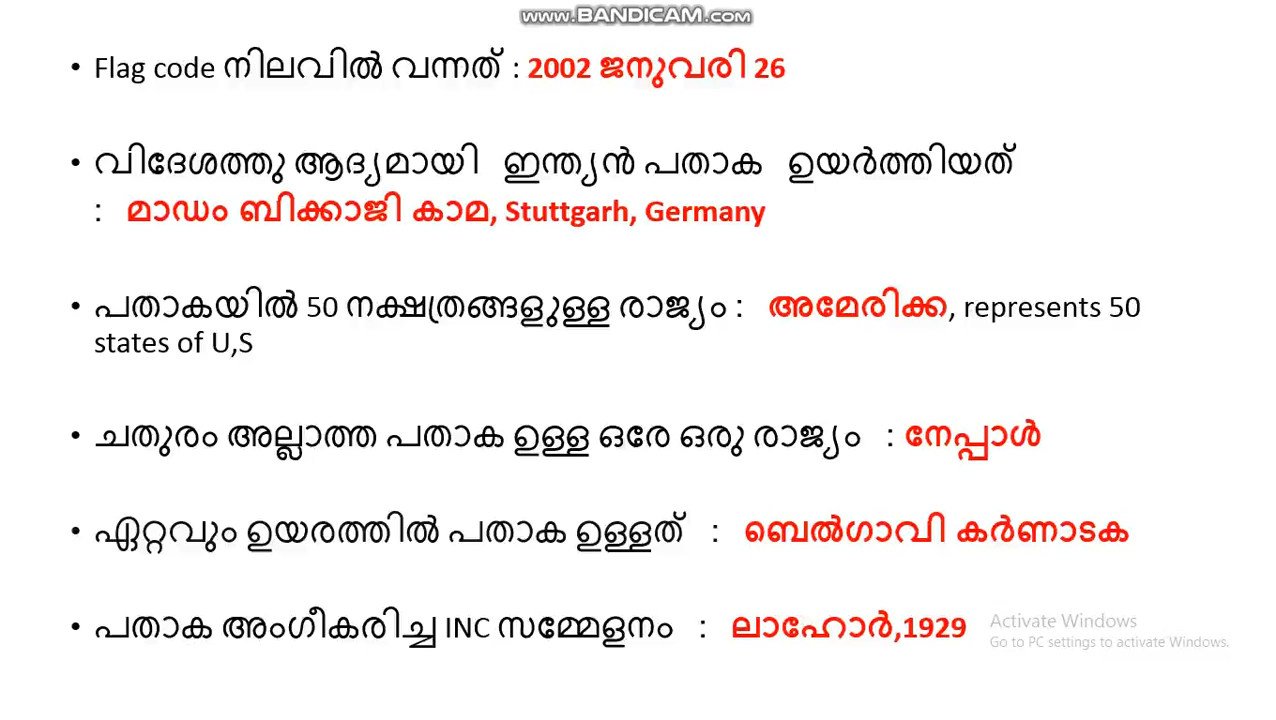 www.BANDICAM.com
• Flag code നിലവിൽ വന്നത് : 2002 ജനുവരി 26
• വിദേശത്തു ആദ്യമായി ഇന്ത്യൻ പതാക ഉയർത്തിയത്
: മാഡം ബിക്കാജി കാമ, Stuttgarh, Germany
• പതാകയിൽ 50 നക്ഷത്രങ്ങളുള്ള രാജ്യം : അമേരിക്ക, represents 50
states of U,S
• ചതുരം അല്ലാത്ത പതാക ഉള്ള ഒരേ ഒരു രാജ്യം : നേപ്പാൾ
• ഏറ്റവും ഉയരത്തിൽ പതാക ഉള്ളത് : ബെൽഗാവി കർണാടക
• പതാക അംഗീകരിച്ച INC സമ്മേളനം : ലാഹോർ,1929
Activate Windows
Go to PC settings to activate Windows.